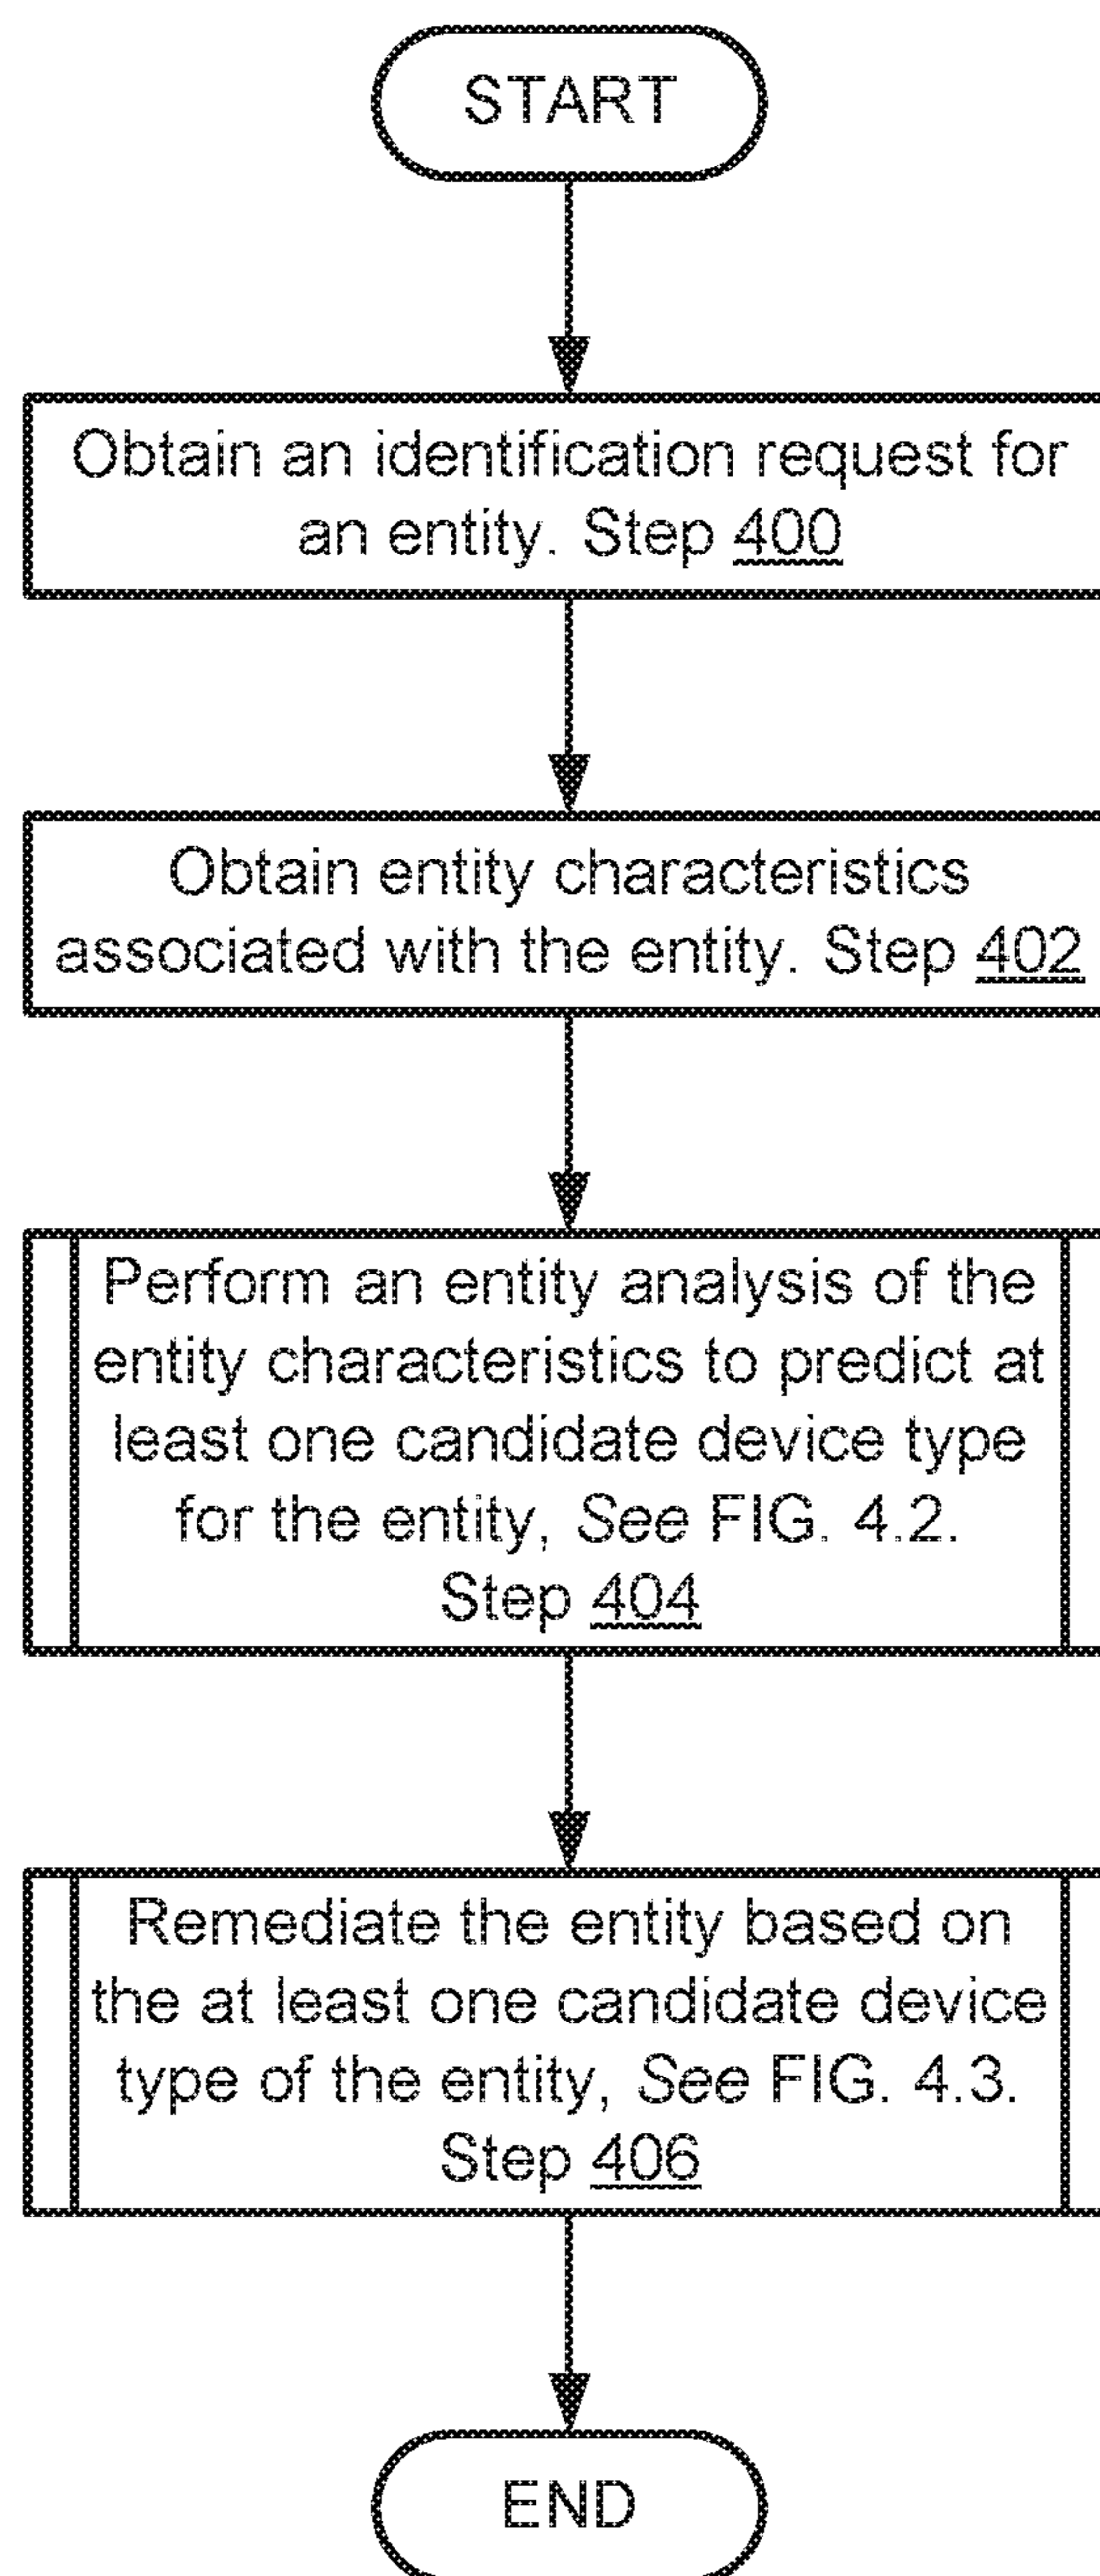 START
Obtain an identification request for
an entity. Step 400
Obtain entity characteristics
associated with the entity. Step 402
Perform an entity analysis of the
entity characteristics to predict at
least one candidate device type
for the entity, See FIG. 4.2.
Step 404
Remediate the entity based on
the at least one candidate device
type of the entity, See FIG. 4.3.
Step 406
END